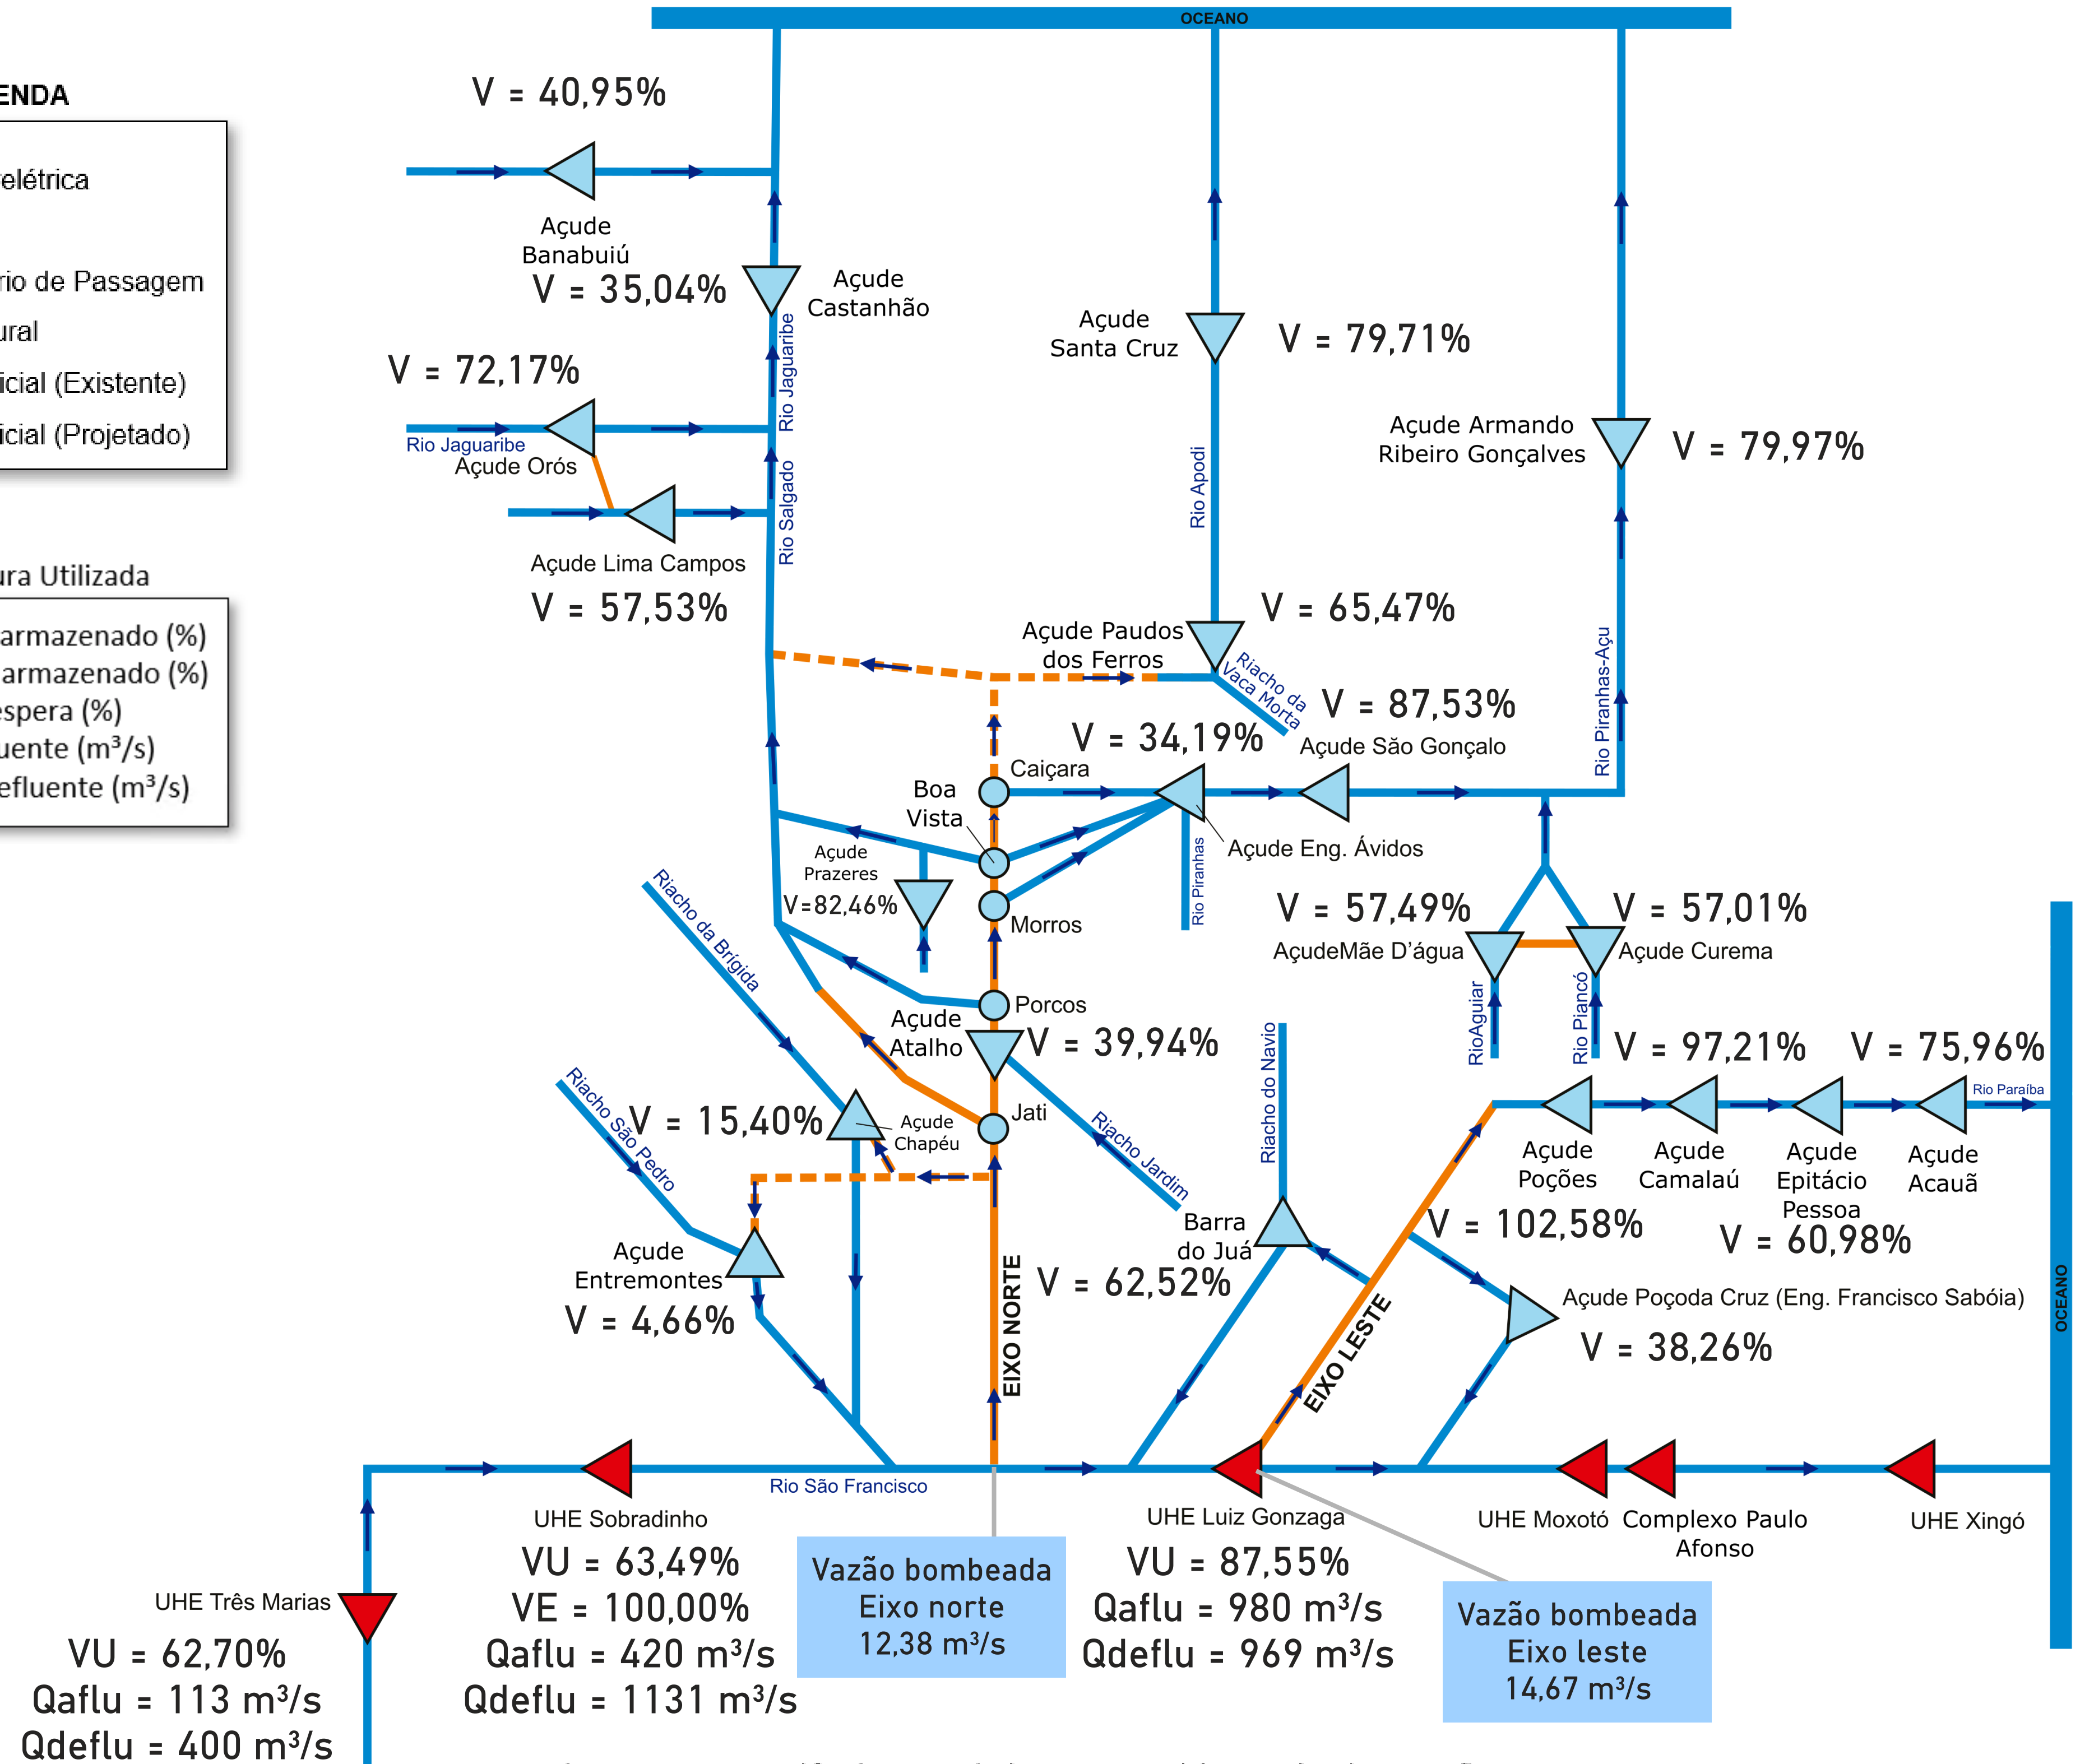 OCEANO
ENDA
elétrica
rio de Passagem
ural
icial (Existente)
icial (Projetado)
ura Utilizada
armazenado (%)
armazenado (%)
espera (%)
uente (m³/s)
efluente (m³/s)
V = 40,95%
Açude
Banabuiú
V = 35,04%
Açude
Castanhão
Rio Jaguaribe
V = 72,17%
Rio Jaguaribe
Açude Orós
Rio Salgado
Açude Lima Campos
V = 57,53%
Açude
Santa Cruz
V = 79,71%
Rio Apodi
Açude Armando
Ribeiro Gonçalves
V = 79,97%
Rio Piranhas-Açu
V = 65,47%
Açude Paudos
dos Ferros
Riacho da
Vaca Morta
V = 87,53%
Açude São Gonçalo
V = 34,19%
Caiçara
Boa
Vista
Açude Eng. Ávidos
Rio Piranhas
Açude
Prazeres
V=82,46%
Morros
V = 57,49%
AçudeMãe D'água
V = 57,01%
Açude Curema
RioAguiar
Rio Piancó
Riacho da Brígida
Porcos
Açude
Atalho
V = 39,94%
Riacho do Navio
V = 97,21%
V = 75,96%
Rio Paraíba
Riacho São Pedro
V = 15,40%
Açude
Chapéu
Jati
Riacho Jardim
Açude
Poções
Açude
Camalaú
Açude
Epitácio
Pessoa
Açude
Acauã
V = 102,58%
V = 60,98%
Barra
do Juá
V = 62,52%
Açude
Entremontes
V = 4,66%
EIXO NORTE
EIXO LESTE
Açude Poçoda Cruz (Eng. Francisco Sabóia)
V = 38,26%
OCEANO
Rio São Francisco
UHE Sobradinho
VU = 63,49%
VE = 100,00%
Qaflu = 420 m³/s
Qdeflu = 1131 m³/s
Vazão bombeada
Eixo norte
12,38 m³/s
UHE Luiz Gonzaga
VU = 87,55%
Qaflu = 980 m³/s
Qdeflu = 969 m³/s
Vazão bombeada
Eixo leste
14,67 m³/s
UHE Moxotó
Complexo Paulo
Afonso
UHE Xingó
UHE Três Marias
VU = 62,70%
Qaflu = 113 m³/s
Qdeflu = 400 m³/s